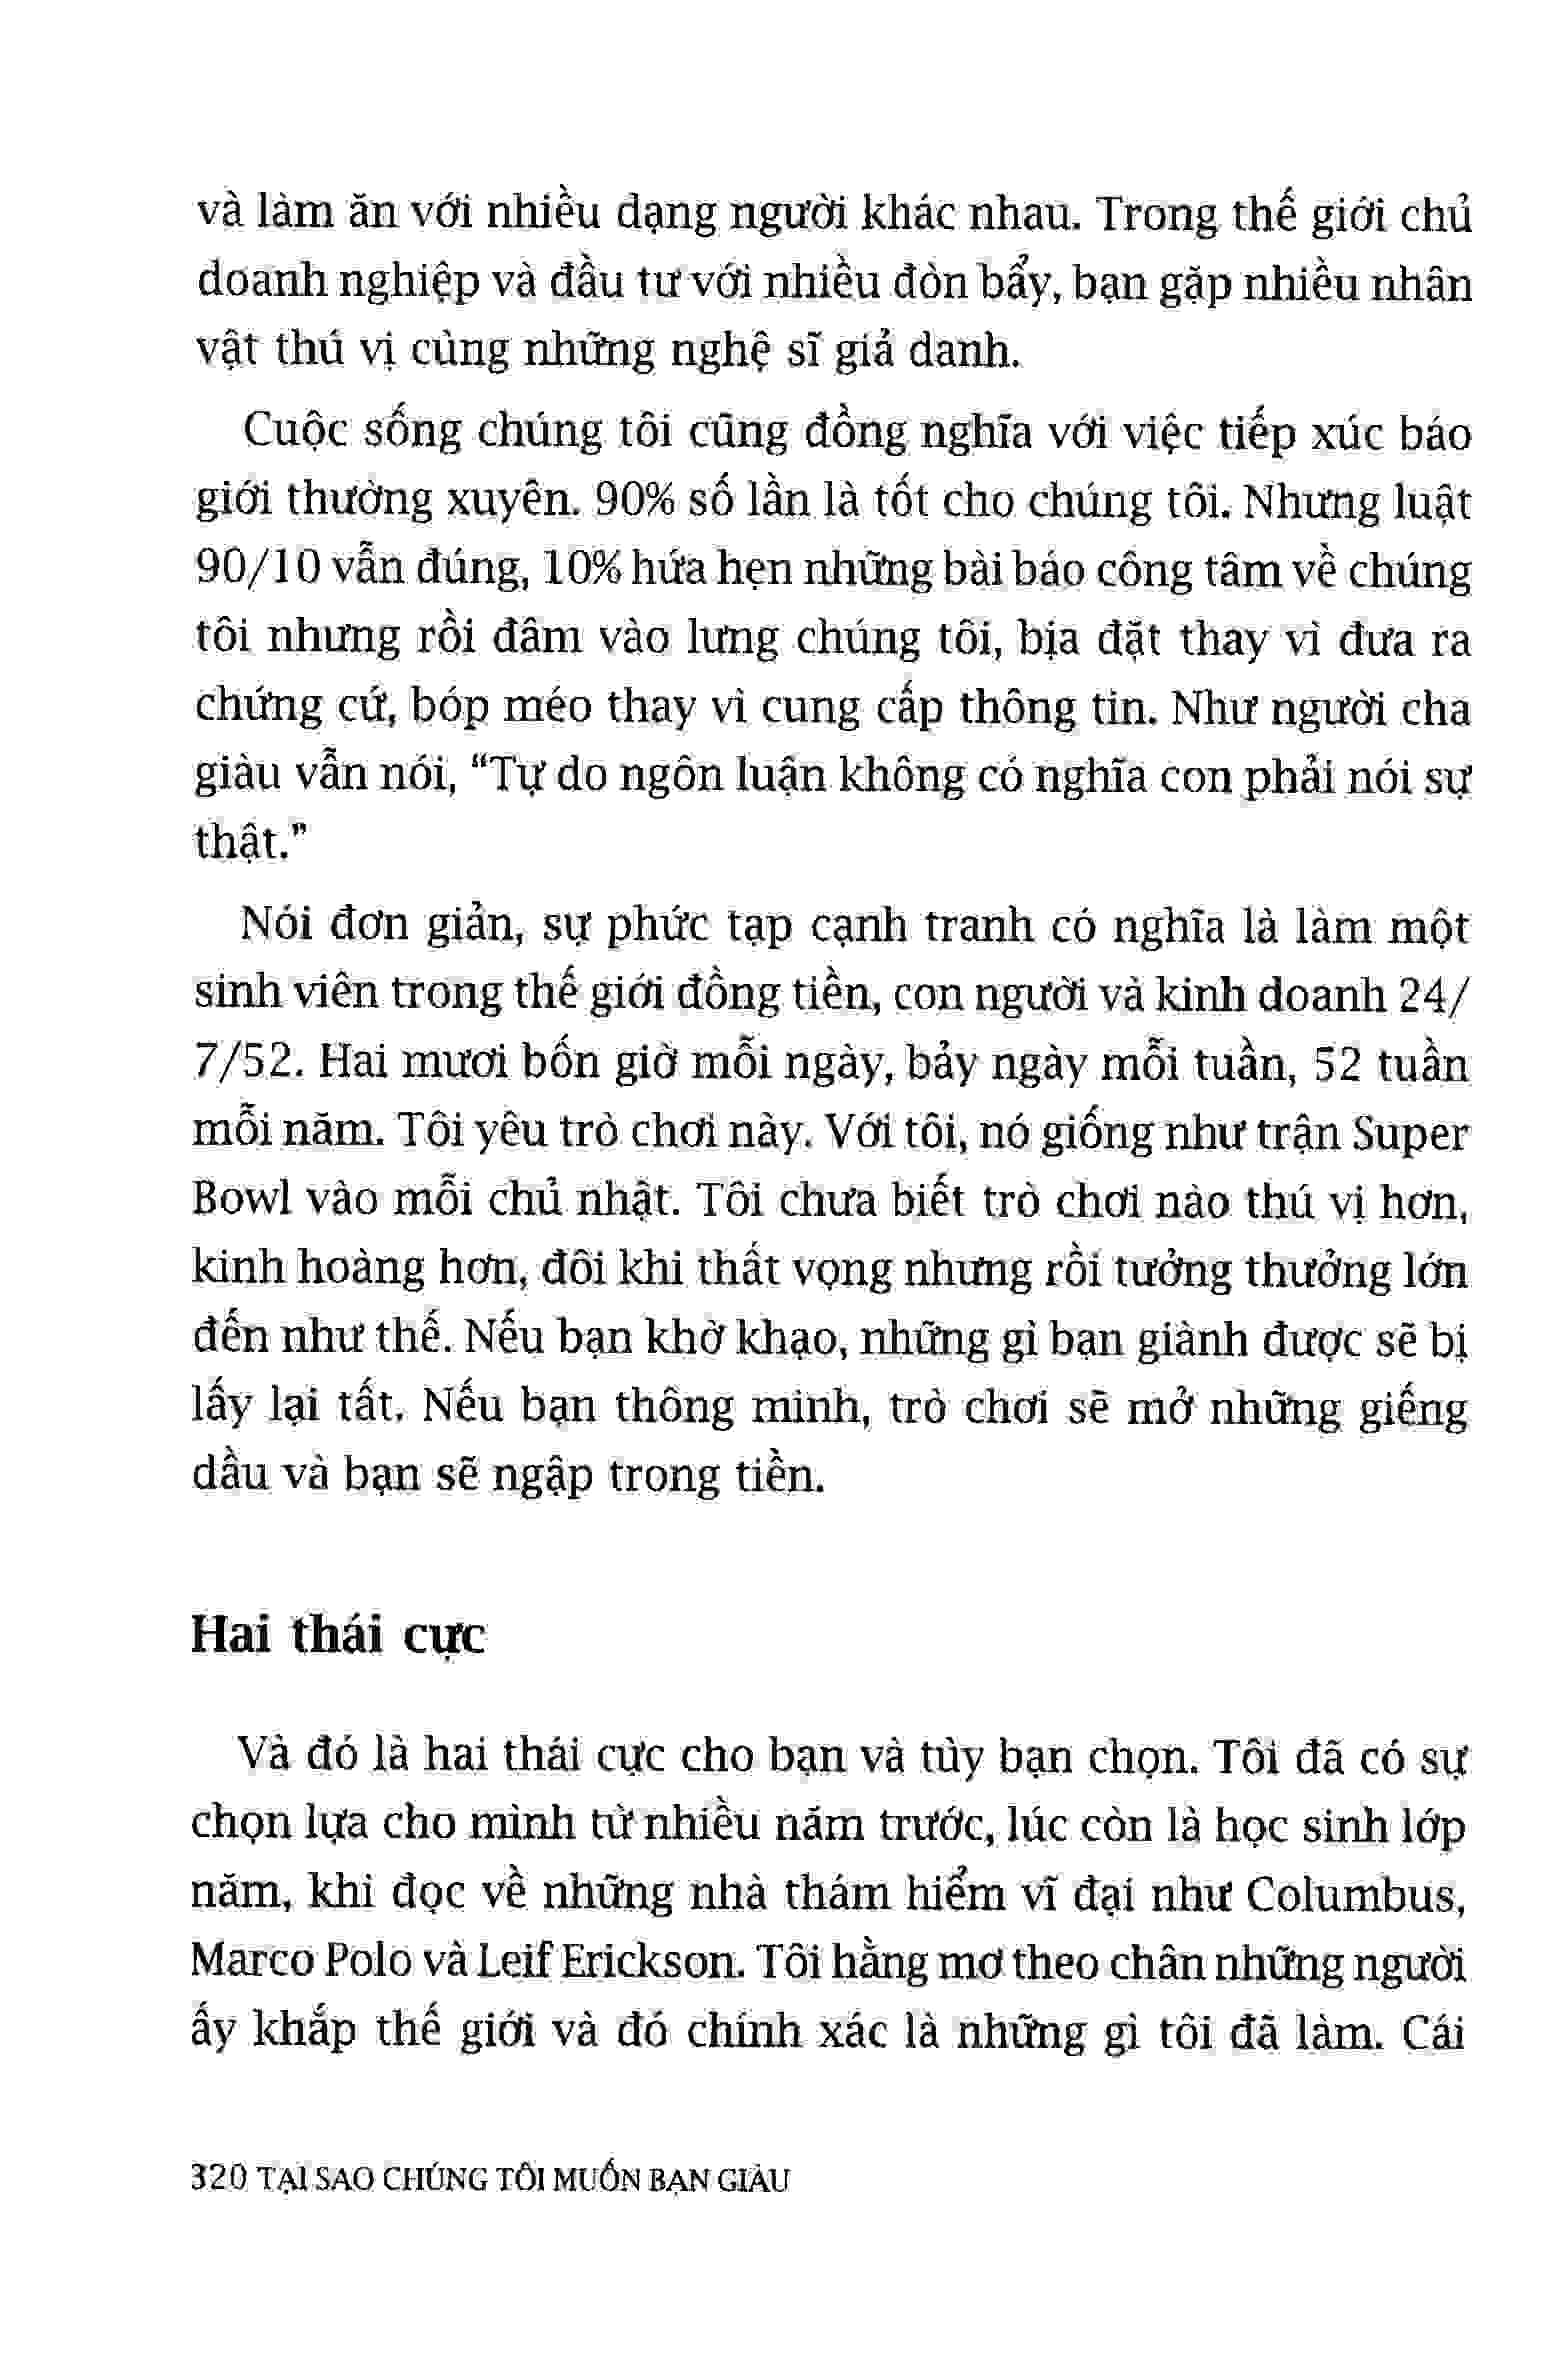 và làm ăn với nhiều dạng người khác nhau. Trong thế giới chủ
doanh nghiệp và đầu tư với nhiều đòn bẩy, bạn gặp nhiều nhân
vật thú vị cùng những nghệ sĩ giả danh.
Cuộc sống chúng tôi cũng đồng nghĩa với việc tiếp xúc báo
giới thường xuyên. 90% số lần là tốt cho chúng tôi. Nhưng luật
90/10 vẫn đúng, 10% hứa hẹn những bài báo công tâm về chúng
tôi nhưng rồi đâm vào lưng chúng tôi, bịa đặt thay vì đưa ra
chứng cứ, bóp méo thay vì cung cấp thông tin. Như người cha
giàu vẫn nói, “Tự do ngôn luận không có nghĩa con phải nói sự
thật.”
Nói đơn giản, sự phức tạp cạnh tranh có nghĩa là làm một
sinh viên trong thế giới đồng tiền, con người và kinh doanh 24/
7/52. Hai mươi bốn giờ mỗi ngày, bảy ngày mỗi tuần, 52 tuần
mỗi năm. Tôi yêu trò chơi này. Với tôi, nó giống như trận Super
Bowl vào mỗi chủ nhật. Tôi chưa biết trò chơi nào thú vị hơn,
kinh hoàng hơn, đôi khi thất vọng nhưng rồi tưởng thưởng lớn
đến như thế. Nếu bạn khờ khạo, những gì bạn giành được sẽ bị
lấy lại tất. Nếu bạn thông minh, trò chơi sẽ mở những giếng
dầu và bạn sẽ ngập trong tiền.
Hai thái cực
Và đó là hai thái cực cho bạn và tùy bạn chọn. Tôi đã có sự
chọn lựa cho mình từ nhiều năm trước, lúc còn là học sinh lớp
năm, khi đọc về những nhà thám hiểm vĩ đại như Columbus,
Marco Polo và Leif Erickson. Tôi hằng mơ theo chân những người
ấy khắp thế giới và đó chính xác là những gì tôi đã làm. Cái
320 TẠI SAO CHÚNG TÔI MUỐN BẠN GIÀU